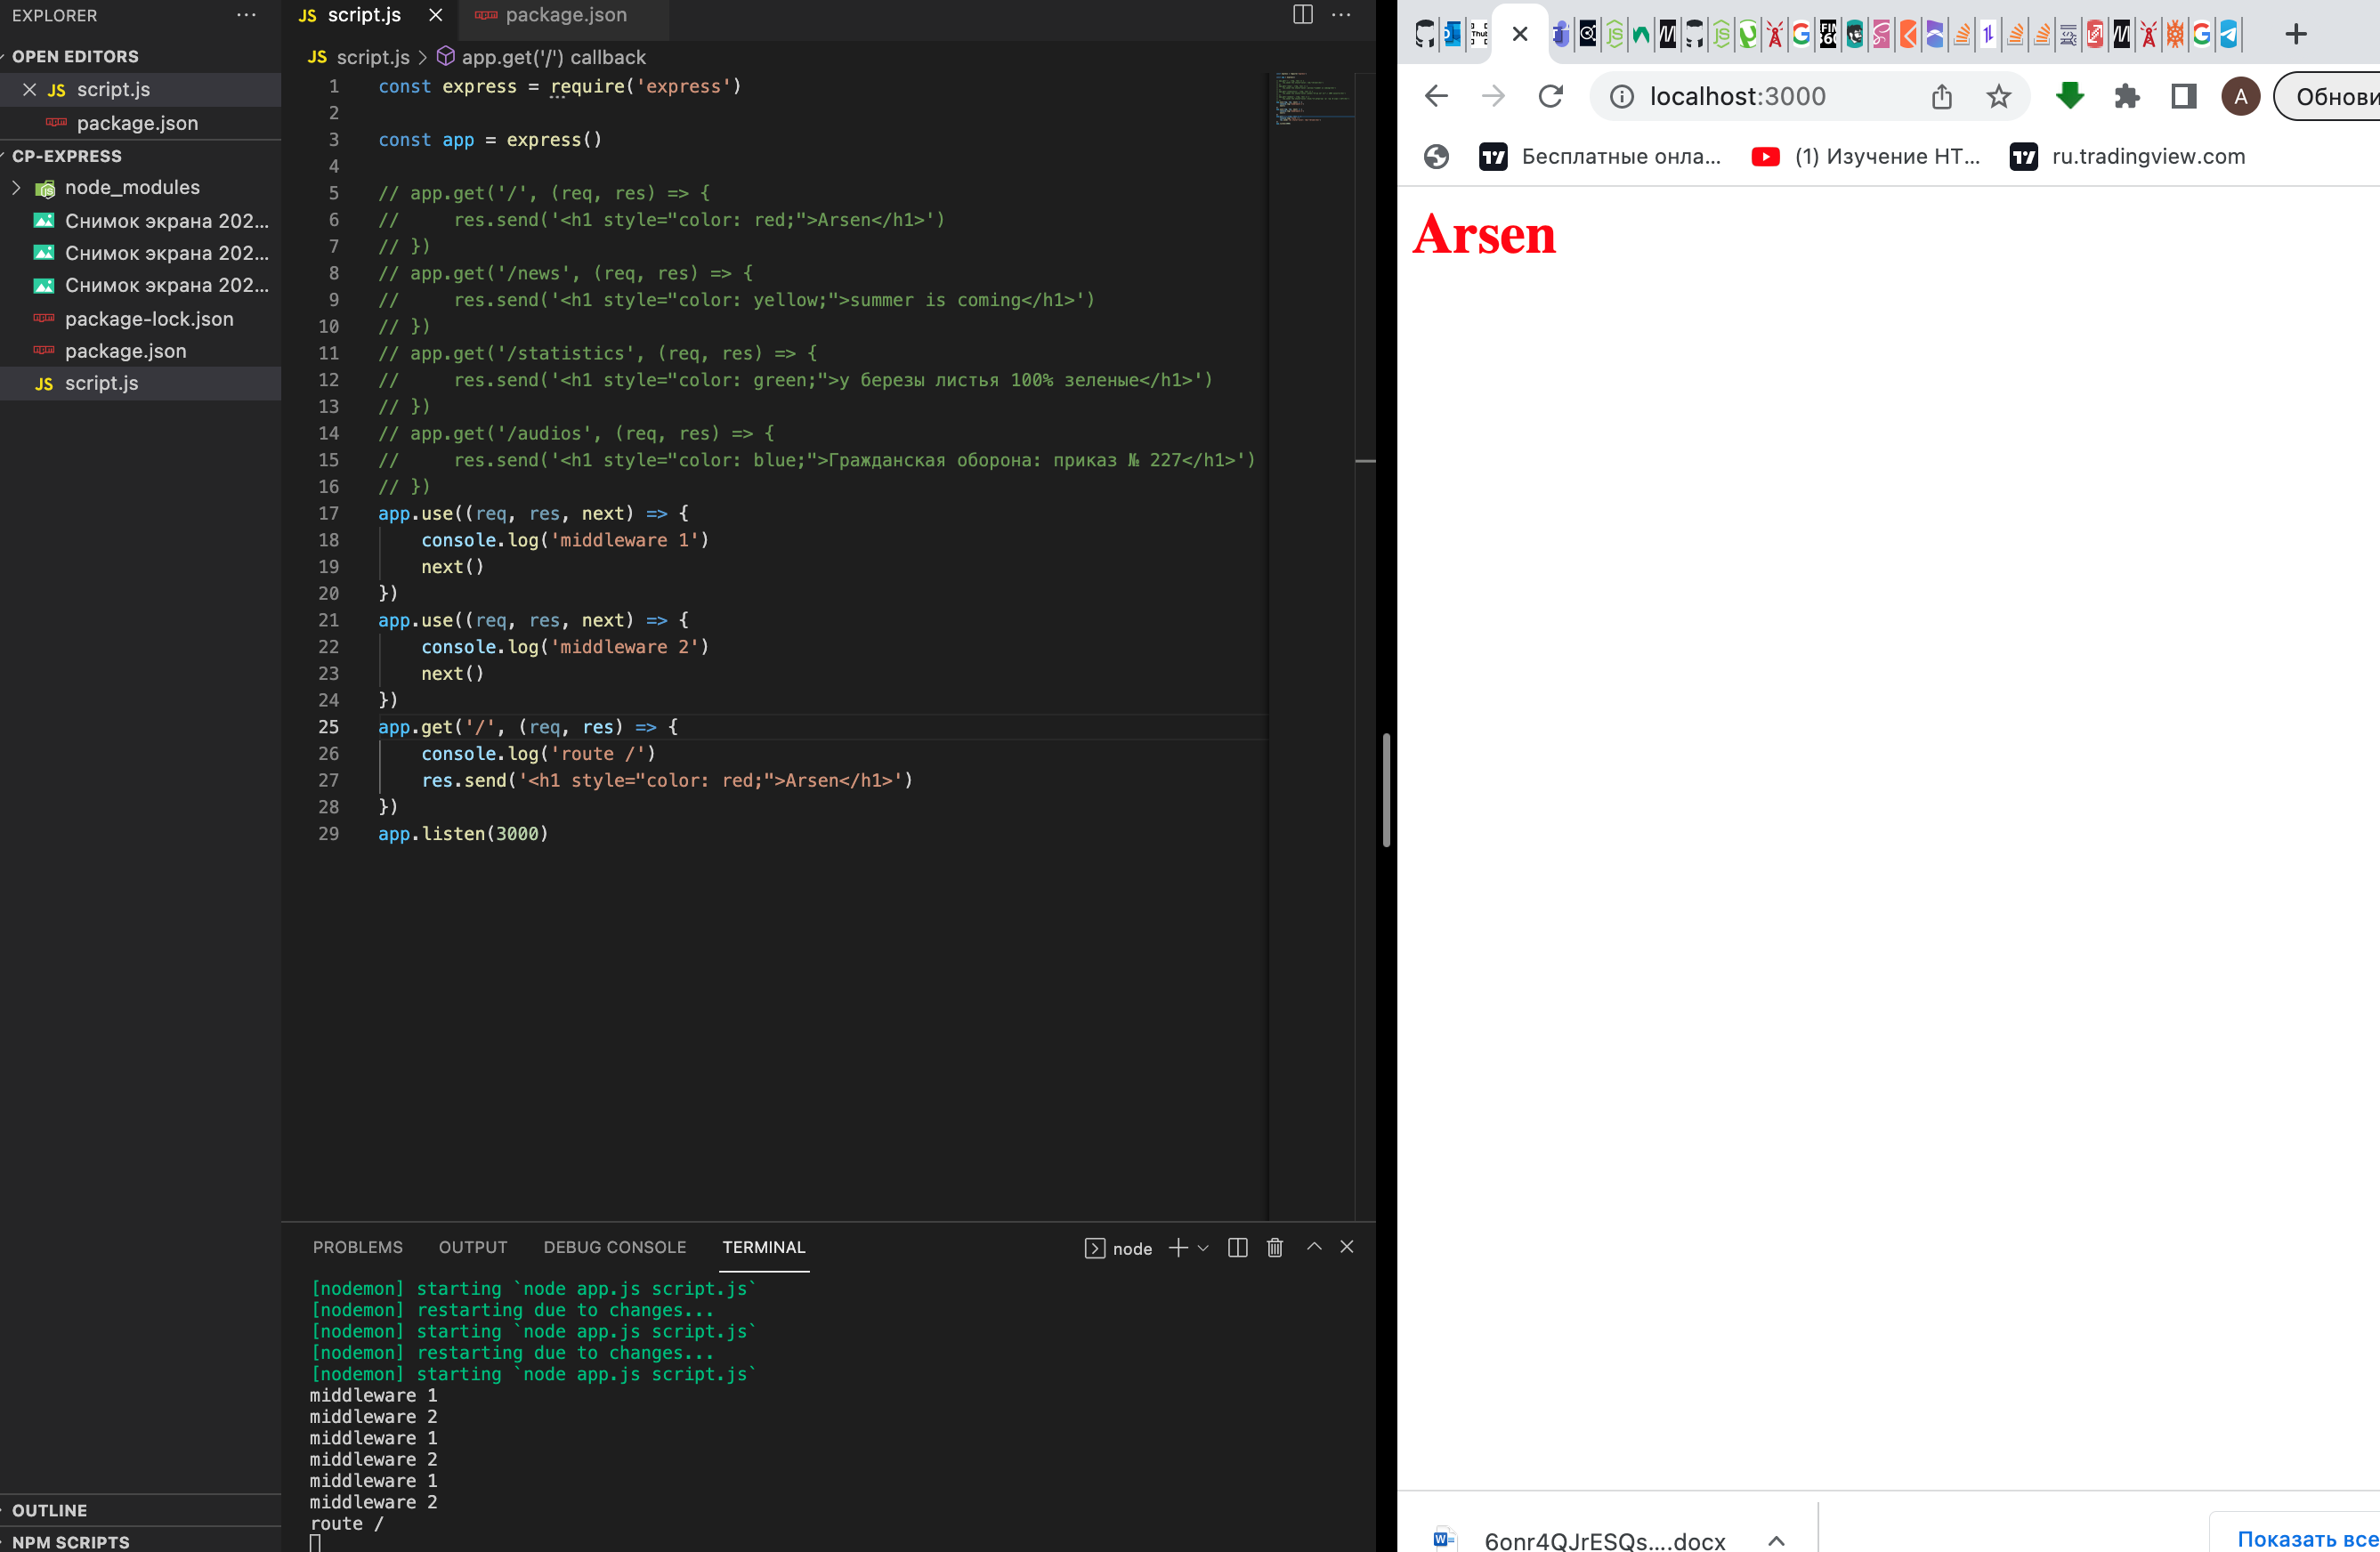 EXPLORER
OPEN EDITORS
JS script.js
package.json
CP-EXPRESS
node_modules
Снимок экрана 202...
Снимок экрана 202...
Снимок экрана 202...
package-lock.json
package.json
JS script.js
OUTLINE
NPM SCRIPTS
JS script.js
package.json
JS script.js > app.get('/') callback
1 const express = require('express')
2
3 const app = express()
4
5 // app.get('/', (req, res) => {
6 //     res.send('<h1 style="color: red;">Arsen</h1>')
7 // })
8 // app.get('/news', (req, res) => {
9 //     res.send('<h1 style="color: yellow;">summer is coming</h1>')
10 // })
11 // app.get('/statistics', (req, res) => {
12 //     res.send('<h1 style="color: green;">у березы листья 100% зеленые</h1>')
13 // })
14 // app.get('/audios', (req, res) => {
15 //     res.send('<h1 style="color: blue;">Гражданская оборона: приказ № 227</h1>')
16 // })
17 app.use((req, res, next) => {
18     console.log('middleware 1')
19     next()
20 })
21 app.use((req, res, next) => {
22     console.log('middleware 2')
23     next()
24 })
25 app.get('/', (req, res) => {
26     console.log('route /')
27     res.send('<h1 style="color: red;">Arsen</h1>')
28 })
29 app.listen(3000)
PROBLEMS OUTPUT DEBUG CONSOLE TERMINAL
node
[nodemon] starting `node app.js script.js`
[nodemon] restarting due to changes...
[nodemon] starting `node app.js script.js`
[nodemon] restarting due to changes...
[nodemon] starting `node app.js script.js`
middleware 1
middleware 2
middleware 1
middleware 2
middleware 1
middleware 2
route /
localhost:3000
A
Обнови
Бесплатные онла...
(1) Изучение HT...
ru.tradingview.com
Arsen
6onr4QJrESQs....docx
Показать все